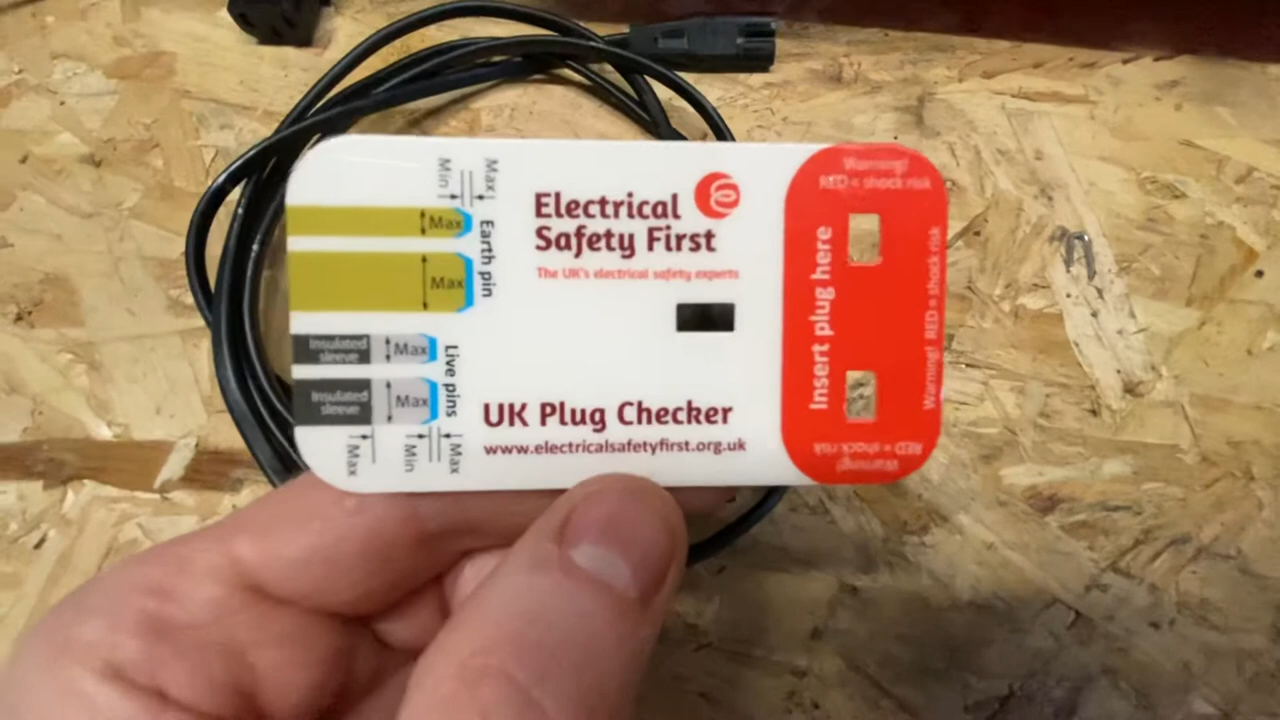 Min
Max
Max
Max
Earth pin
Insulated
sleeve
Max
Insulated
sleeve
Max
Live pins
Max
Min
Max
Electrical
Safety First
The UK's electrical safety experts
UK Plug Checker
www.electricalsafetyfirst.org.uk
Insert plug here
Warning!
RED = shock risk
Warning! RED = shock risk
Warning!
RED = shock risk